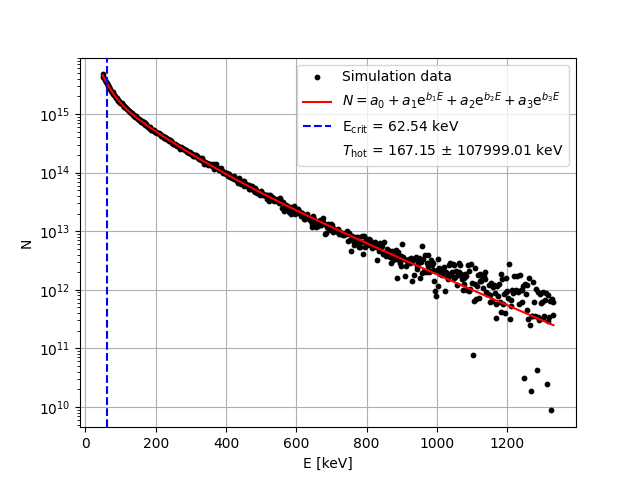 Simulation data
N = a₀ + a₁e^{b₁E} + a₂e^{b₂E} + a₃e^{b₃E}
E_crit = 62.54 keV
T_hot = 167.15 ± 107999.01 keV
10¹⁵
10¹⁴
10¹³
10¹²
10¹¹
10¹⁰
N
0 200 400 600 800 1000 1200
E [keV]